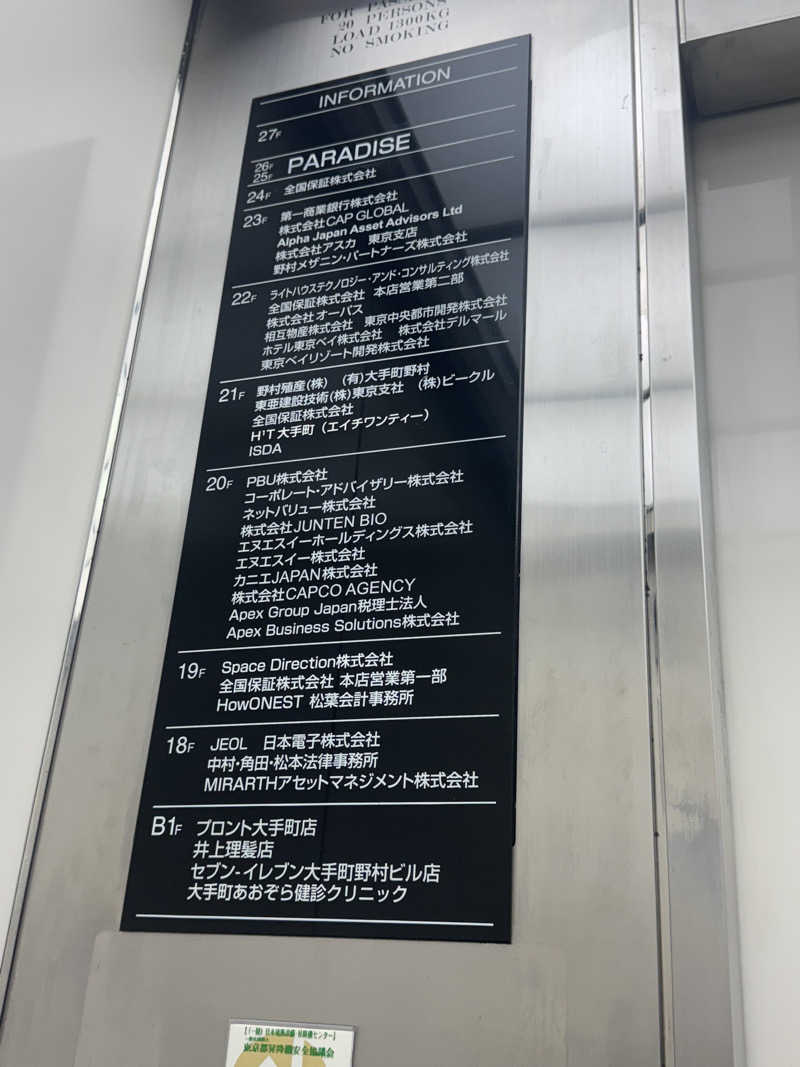 FOR PASS
20 PERSONS
LOAD 1300KG
NO SMOKING
INFORMATION
27F
26F
25F PARADISE
24F 全国保証株式会社
23F 第一商業銀行株式会社
株式会社CAP GLOBAL
Alpha Japan Asset Advisors Ltd
株式会社アスカ 東京支店
野村メザニン・パートナーズ株式会社
22F ライトハウステクノロジー・アンド・コンサルティング株式会社
全国保証株式会社 本店営業第二部
株式会社オーパス
相互物産株式会社 東京中央都市開発株式会社
ホテル東京ベイ株式会社 株式会社デルマール
東京ベイリゾート開発株式会社
21F 野村殖産(株) (有)大手町野村
東亜建設技術(株)東京支社 (株)ビークル
全国保証株式会社
H¹T 大手町（エイチワンティー）
ISDA
20F PBU株式会社
コーポレート・アドバイザリー株式会社
ネットバリュー株式会社
株式会社JUNTEN BIO
エヌエスイーホールディングス株式会社
エヌエスイー株式会社
カニエJAPAN株式会社
株式会社CAPCO AGENCY
Apex Group Japan税理士法人
Apex Business Solutions株式会社
19F Space Direction株式会社
全国保証株式会社 本店営業第一部
HowONEST 松葉会計事務所
18F JEOL 日本電子株式会社
中村・角田・松本法律事務所
MIRARTHアセットマネジメント株式会社
B1F プロント大手町店
井上理髪店
セブン-イレブン大手町野村ビル店
大手町あおぞら健診クリニック
東京都昇降機安全協議会